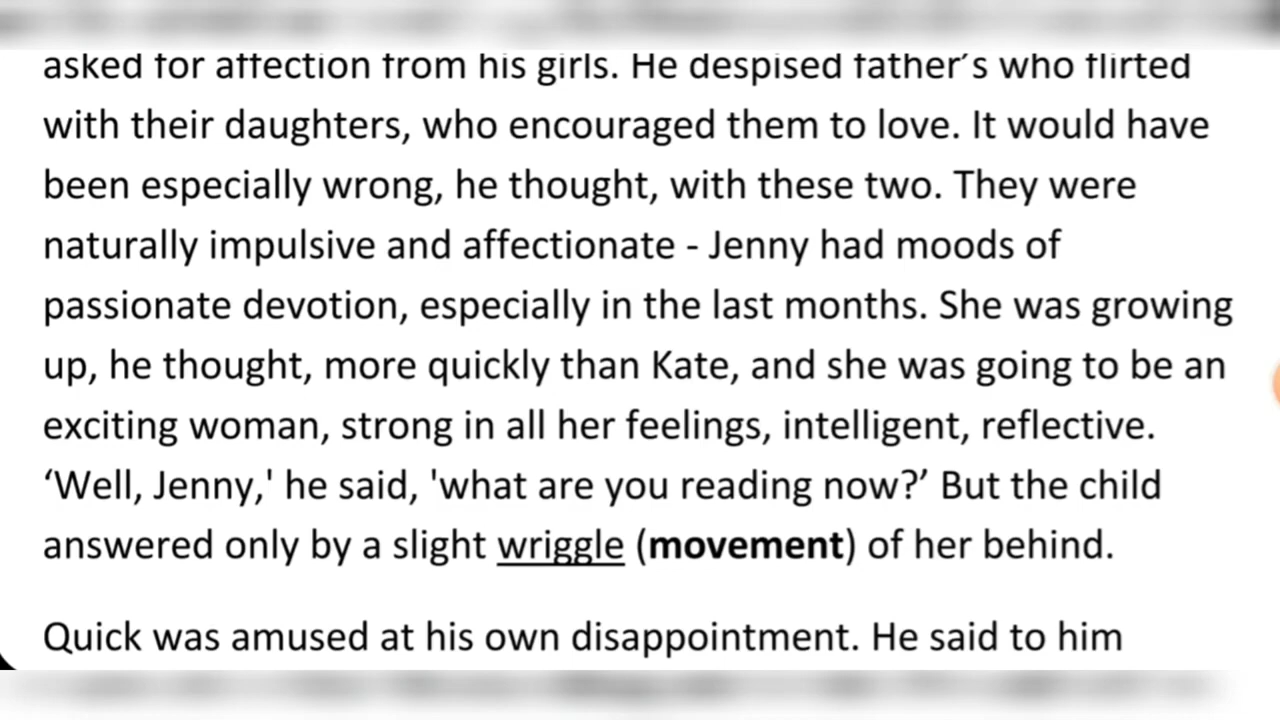 asked for affection from his girls. He despised father’s who flirted
with their daughters, who encouraged them to love. It would have
been especially wrong, he thought, with these two. They were
naturally impulsive and affectionate - Jenny had moods of
passionate devotion, especially in the last months. She was growing
up, he thought, more quickly than Kate, and she was going to be an
exciting woman, strong in all her feelings, intelligent, reflective.
‘Well, Jenny,' he said, 'what are you reading now?’ But the child
answered only by a slight wriggle (movement) of her behind.
Quick was amused at his own disappointment. He said to him